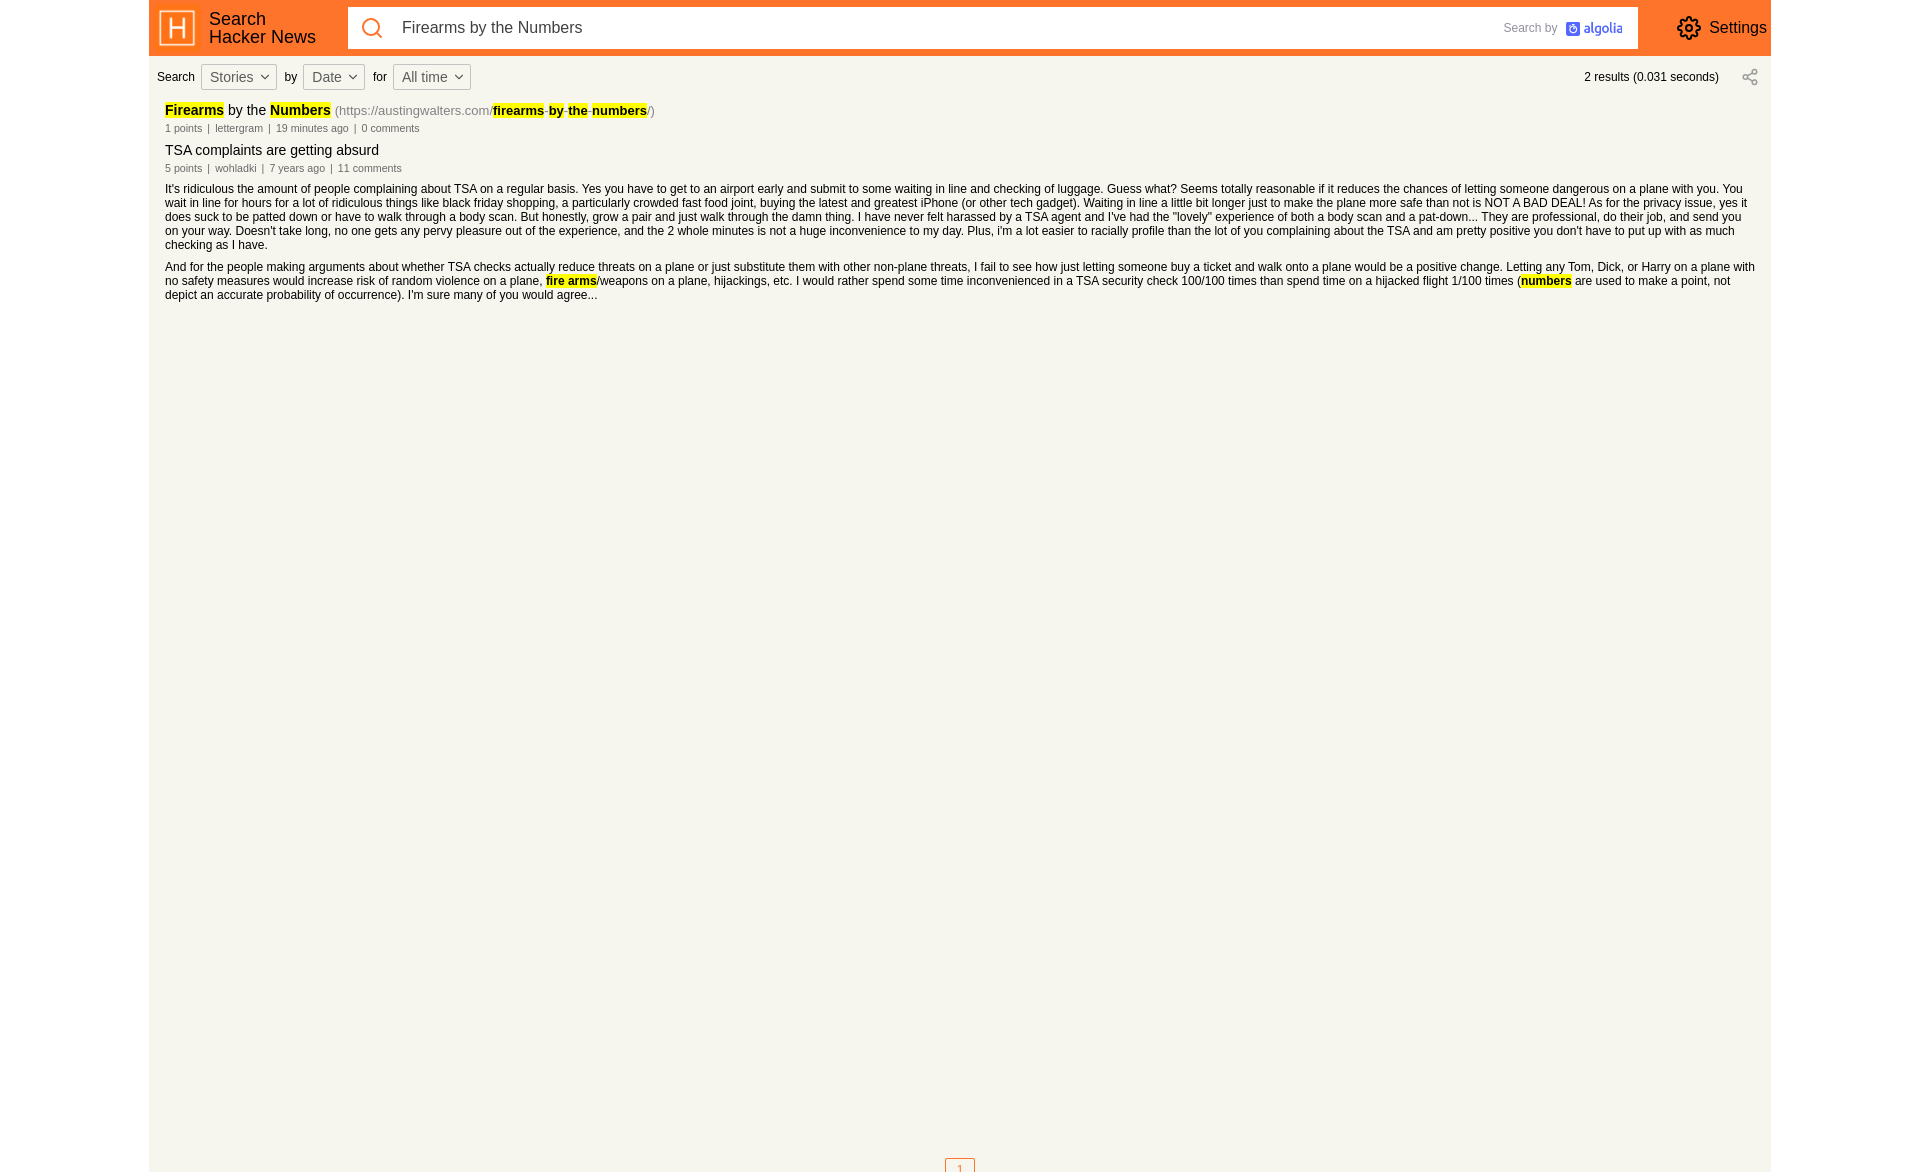 Search
Hacker News
Firearms by the Numbers
Search by algolia
Settings
Search Stories by Date for All time
2 results (0.031 seconds)
Firearms by the Numbers (https://austingwalters.com/firearms-by-the-numbers/)
1 points | lettergram | 19 minutes ago | 0 comments
TSA complaints are getting absurd
5 points | wohladki | 7 years ago | 11 comments
It's ridiculous the amount of people complaining about TSA on a regular basis. Yes you have to get to an airport early and submit to some waiting in line and checking of luggage. Guess what? Seems totally reasonable if it reduces the chances of letting someone dangerous on a plane with you. You
wait in line for hours for a lot of ridiculous things like black friday shopping, a particularly crowded fast food joint, buying the latest and greatest iPhone (or other tech gadget). Waiting in line a little bit longer just to make the plane more safe than not is NOT A BAD DEAL! As for the privacy issue, yes it
does suck to be patted down or have to walk through a body scan. But honestly, grow a pair and just walk through the damn thing. I have never felt harassed by a TSA agent and I've had the "lovely" experience of both a body scan and a pat-down... They are professional, do their job, and send you
on your way. Doesn't take long, no one gets any pervy pleasure out of the experience, and the 2 whole minutes is not a huge inconvenience to my day. Plus, i'm a lot easier to racially profile than the lot of you complaining about the TSA and am pretty positive you don't have to put up with as much
checking as I have.
And for the people making arguments about whether TSA checks actually reduce threats on a plane or just substitute them with other non-plane threats, I fail to see how just letting someone buy a ticket and walk onto a plane would be a positive change. Letting any Tom, Dick, or Harry on a plane with
no safety measures would increase risk of random violence on a plane, fire arms/weapons on a plane, hijackings, etc. I would rather spend some time inconvenienced in a TSA security check 100/100 times than spend time on a hijacked flight 1/100 times (numbers are used to make a point, not
depict an accurate probability of occurrence). I'm sure many of you would agree...
1